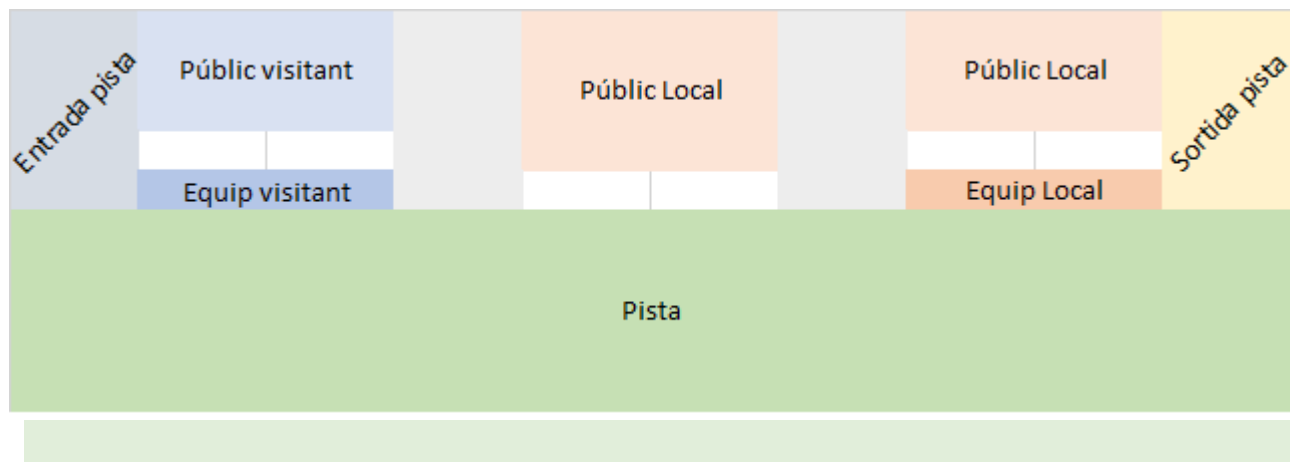 Entrada pista
Públic visitant
Públic Local
Públic Local
Sortida pista
Equip visitant
Equip Local
Pista